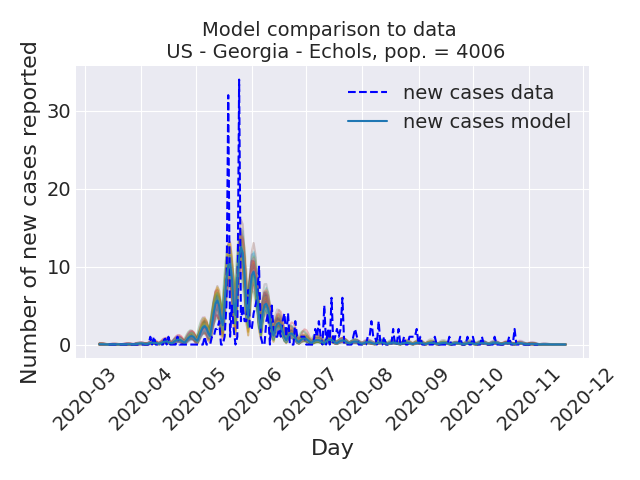 Model comparison to data
US - Georgia - Echols, pop. = 4006
Number of new cases reported
30
20
10
0
new cases data
new cases model
2020-03
2020-04
2020-05
2020-06
2020-07
2020-08
2020-09
2020-10
2020-11
2020-12
Day